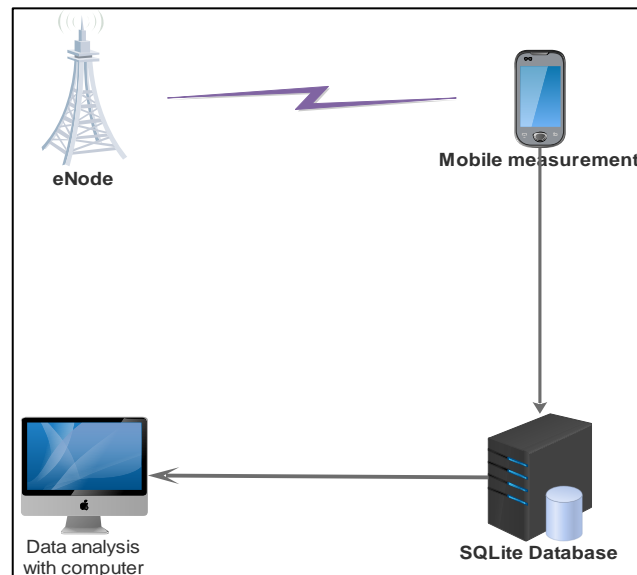 eNode
Mobile measurement
Data analysis
with computer
SQLite Database